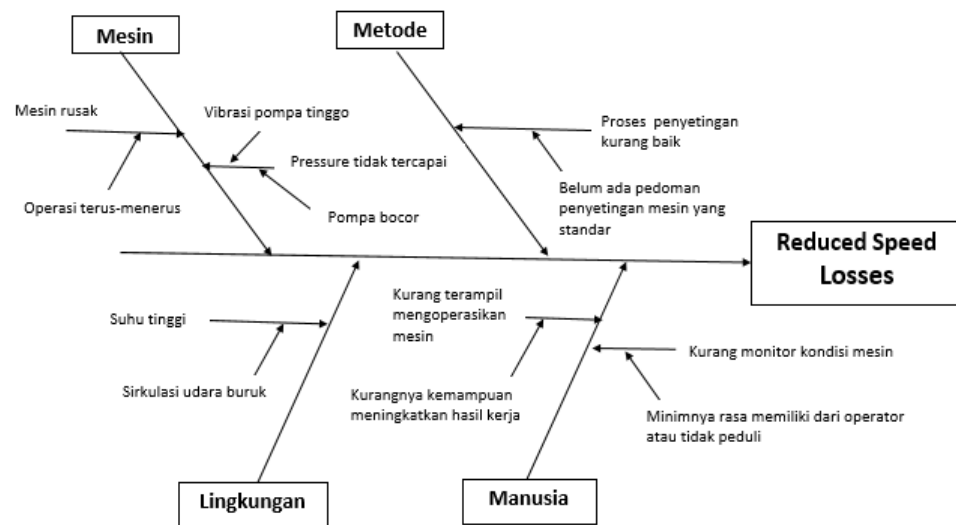 Mesin
Metode
Mesin rusak
Vibrasi pompa tinggo
Pressure tidak tercapai
Operasi terus-menerus
Pompa bocor
Proses penyetingan
kurang baik
Belum ada pedoman
penyetingan mesin yang
standar
Reduced Speed
Losses
Suhu tinggi
Sirkulasi udara buruk
Kurang terampil
mengoperasikan
mesin
Kurangnya kemampuan
meningkatkan hasil kerja
Kurang monitor kondisi mesin
Minimnya rasa memiliki dari operator
atau tidak peduli
Lingkungan
Manusia